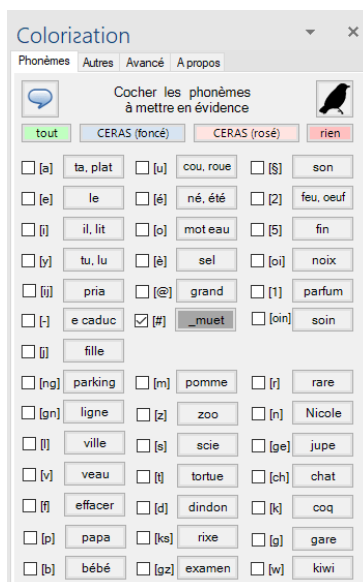 Colorization
Phonèmes Autres Avancé A propos
Cocher les phonèmes
à mettre en évidence
tout CERAS (foncé) CERAS (rosé) rien
[a] ta, plat [u] cou, roue [§] son
[e] le [é] né, été [2] feu, oeuf
[i] il, lit [o] mot eau [5] fin
[y] tu, lu [è] sel [oi] noix
[ij] pria [@] grand [1] parfum
[-] e caduc [#] _muet [oin] soin
[j] fille
[ng] parking [m] pomme [r] rare
[gn] ligne [z] zoo [n] Nicole
[l] ville [s] scie [ge] jupe
[v] veau [t] tortue [ch] chat
[f] effacer [d] dindon [k] coq
[p] papa [ks] rixe [g] gare
[b] bébé [gz] examen [w] kiwi